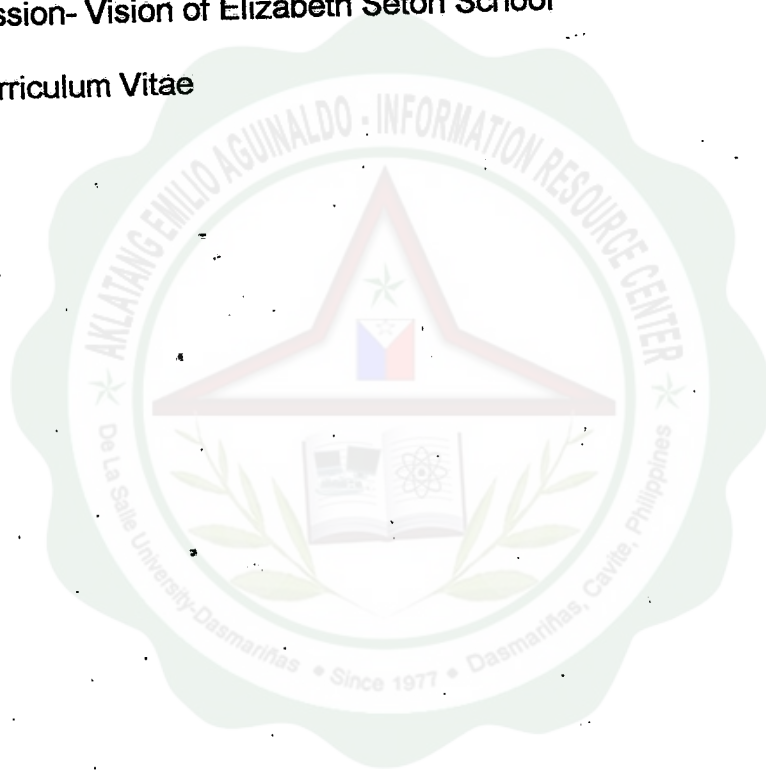 ssion- Vision of Elizabeth Seton School
rriculum Vitae
AKLATANG EMILIO AGUINALDO - INFORMATION RESOURCE CENTER
De La Salle University-Dasmariñas • Since 1977 • Dasmariñas, Cavite, Philippines